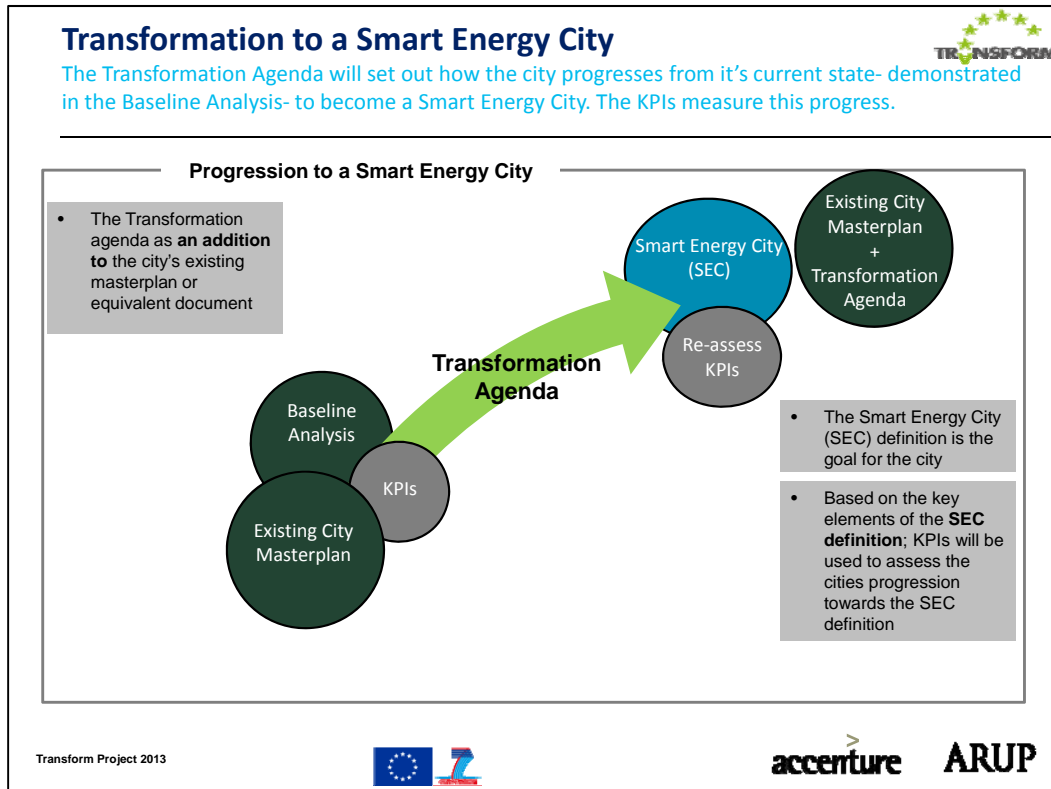 Transformation to a Smart Energy City
TRANSFORM
The Transformation Agenda will set out how the city progresses from it's current state- demonstrated
in the Baseline Analysis- to become a Smart Energy City. The KPIs measure this progress.
Progression to a Smart Energy City
• The Transformation
agenda as an addition
to the city's existing
masterplan or
equivalent document
Smart Energy City
(SEC)
Existing City
Masterplan
+
Transformation
Agenda
Re-assess
KPIs
Transformation
Agenda
Baseline
Analysis
KPIs
Existing City
Masterplan
• The Smart Energy City
(SEC) definition is the
goal for the city
• Based on the key
elements of the SEC
definition; KPIs will be
used to assess the
cities progression
towards the SEC
definition
Transform Project 2013
7
>
accenture
ARUP